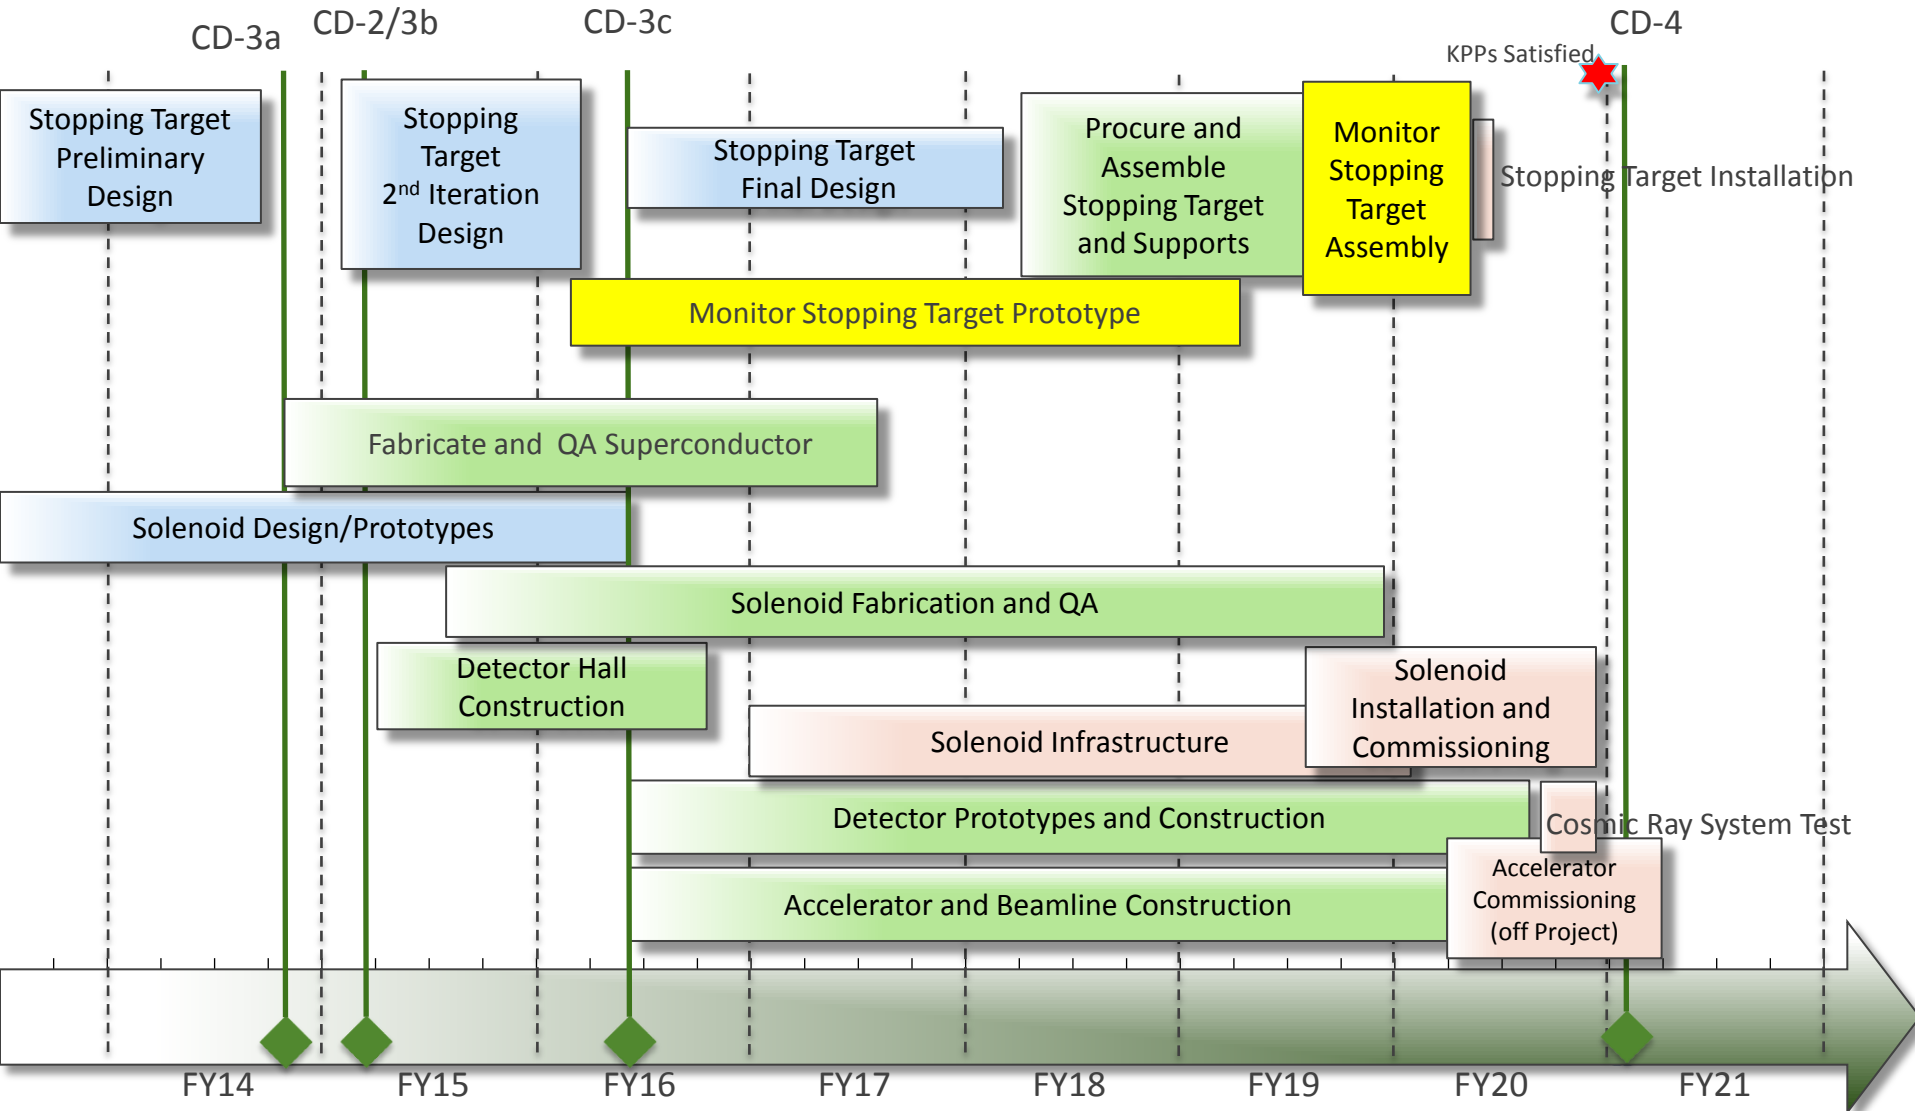 CD-3a
CD-2/3b
CD-3c
CD-4
KPPs Satisfied
Stopping Target
Preliminary
Design
Stopping
Target
2nd Iteration
Design
Stopping Target
Final Design
Procure and
Assemble
Stopping Target
and Supports
Monitor
Stopping
Target
Assembly
Stopping Target Installation
Monitor Stopping Target Prototype
Fabricate and QA Superconductor
Solenoid Design/Prototypes
Solenoid Fabrication and QA
Detector Hall
Construction
Solenoid
Installation and
Commissioning
Solenoid Infrastructure
Detector Prototypes and Construction
Cosmic Ray System Test
Accelerator and Beamline Construction
Accelerator
Commissioning
(off Project)
FY14
FY15
FY16
FY17
FY18
FY19
FY20
FY21